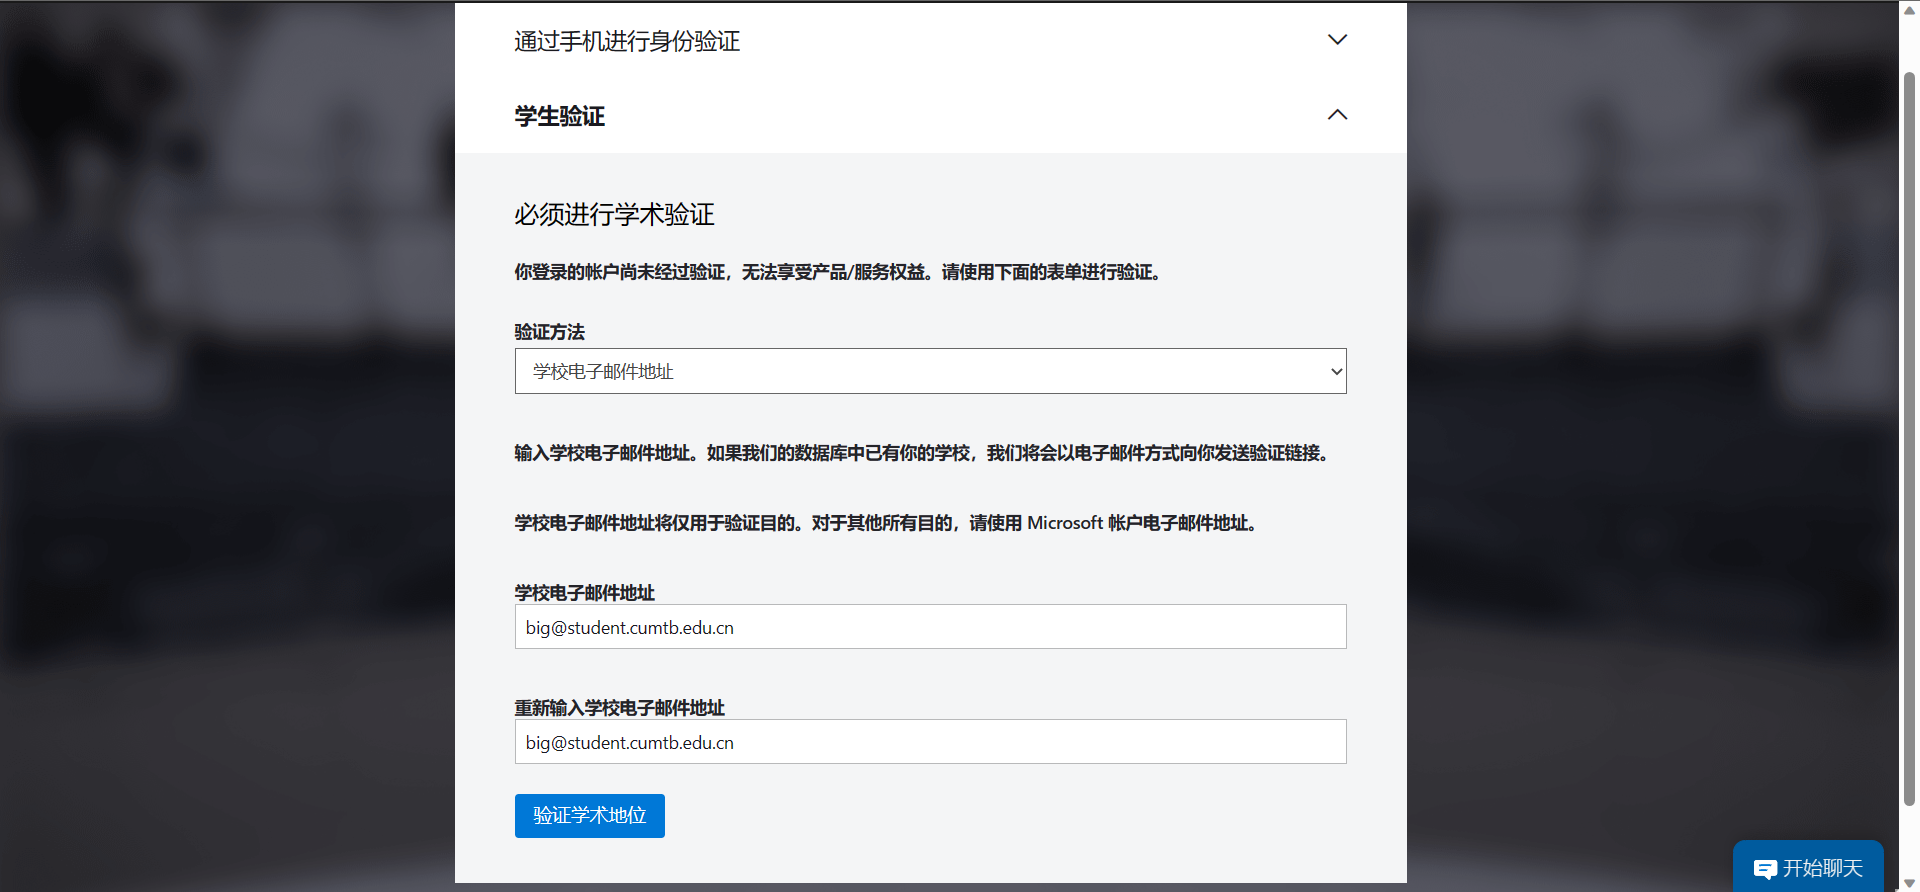 通过手机进行身份验证
学生验证
必须进行学术验证
你登录的帐户尚未经过验证，无法享受产品/服务权益。请使用下面的表单进行验证。
验证方法
学校电子邮件地址
输入学校电子邮件地址。如果我们的数据库中已有你的学校，我们将会以电子邮件方式向你发送验证链接。
学校电子邮件地址将仅用于验证目的。对于其他所有目的，请使用 Microsoft 帐户电子邮件地址。
学校电子邮件地址
big@student.cumtb.edu.cn
重新输入学校电子邮件地址
big@student.cumtb.edu.cn
验证学术地位
开始聊天